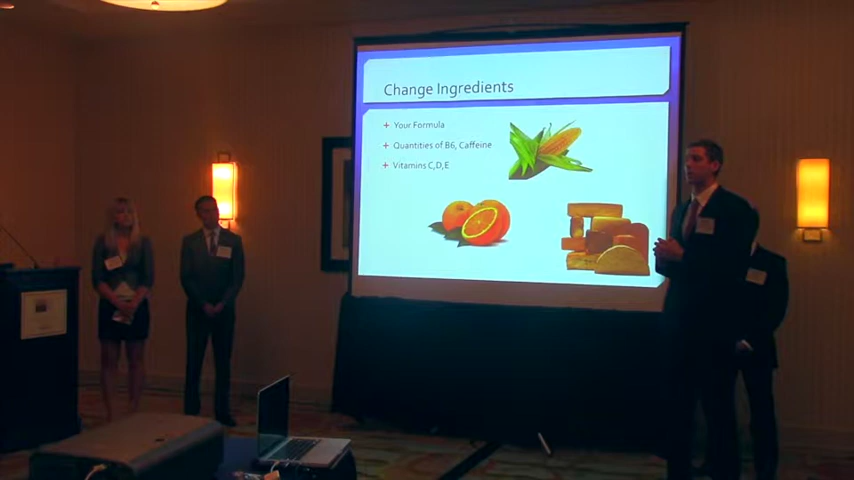 Change Ingredients
+ Your Formula
+ Quantities of B6, Caffeine
+ Vitamins C,D,E